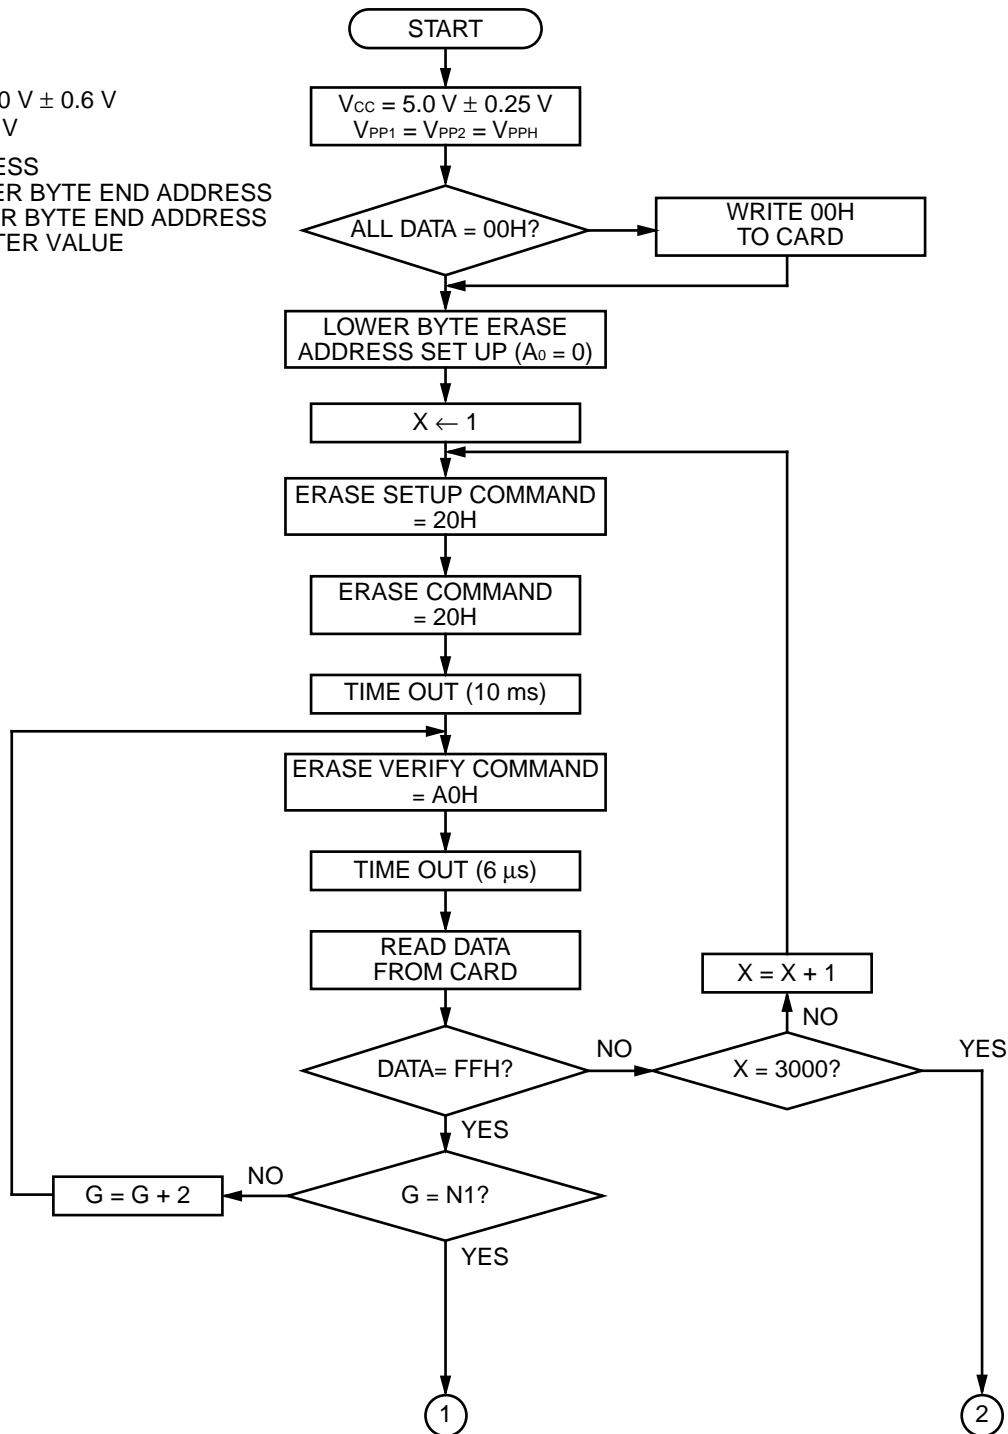 START
0 V ± 0.6 V
V
VCC = 5.0 V ± 0.25 V
VPP1 = VPP2 = VPPH
ESS
ER BYTE END ADDRESS
R BYTE END ADDRESS
TER VALUE
ALL DATA = 00H?
WRITE 00H
TO CARD
LOWER BYTE ERASE
ADDRESS SET UP (A0 = 0)
X ← 1
ERASE SETUP COMMAND
= 20H
ERASE COMMAND
= 20H
TIME OUT (10 ms)
ERASE VERIFY COMMAND
= A0H
TIME OUT (6 µs)
READ DATA
FROM CARD
X = X + 1
NO
DATA= FFH?
NO
X = 3000?
YES
YES
G = G + 2
NO
G = N1?
YES
1
2